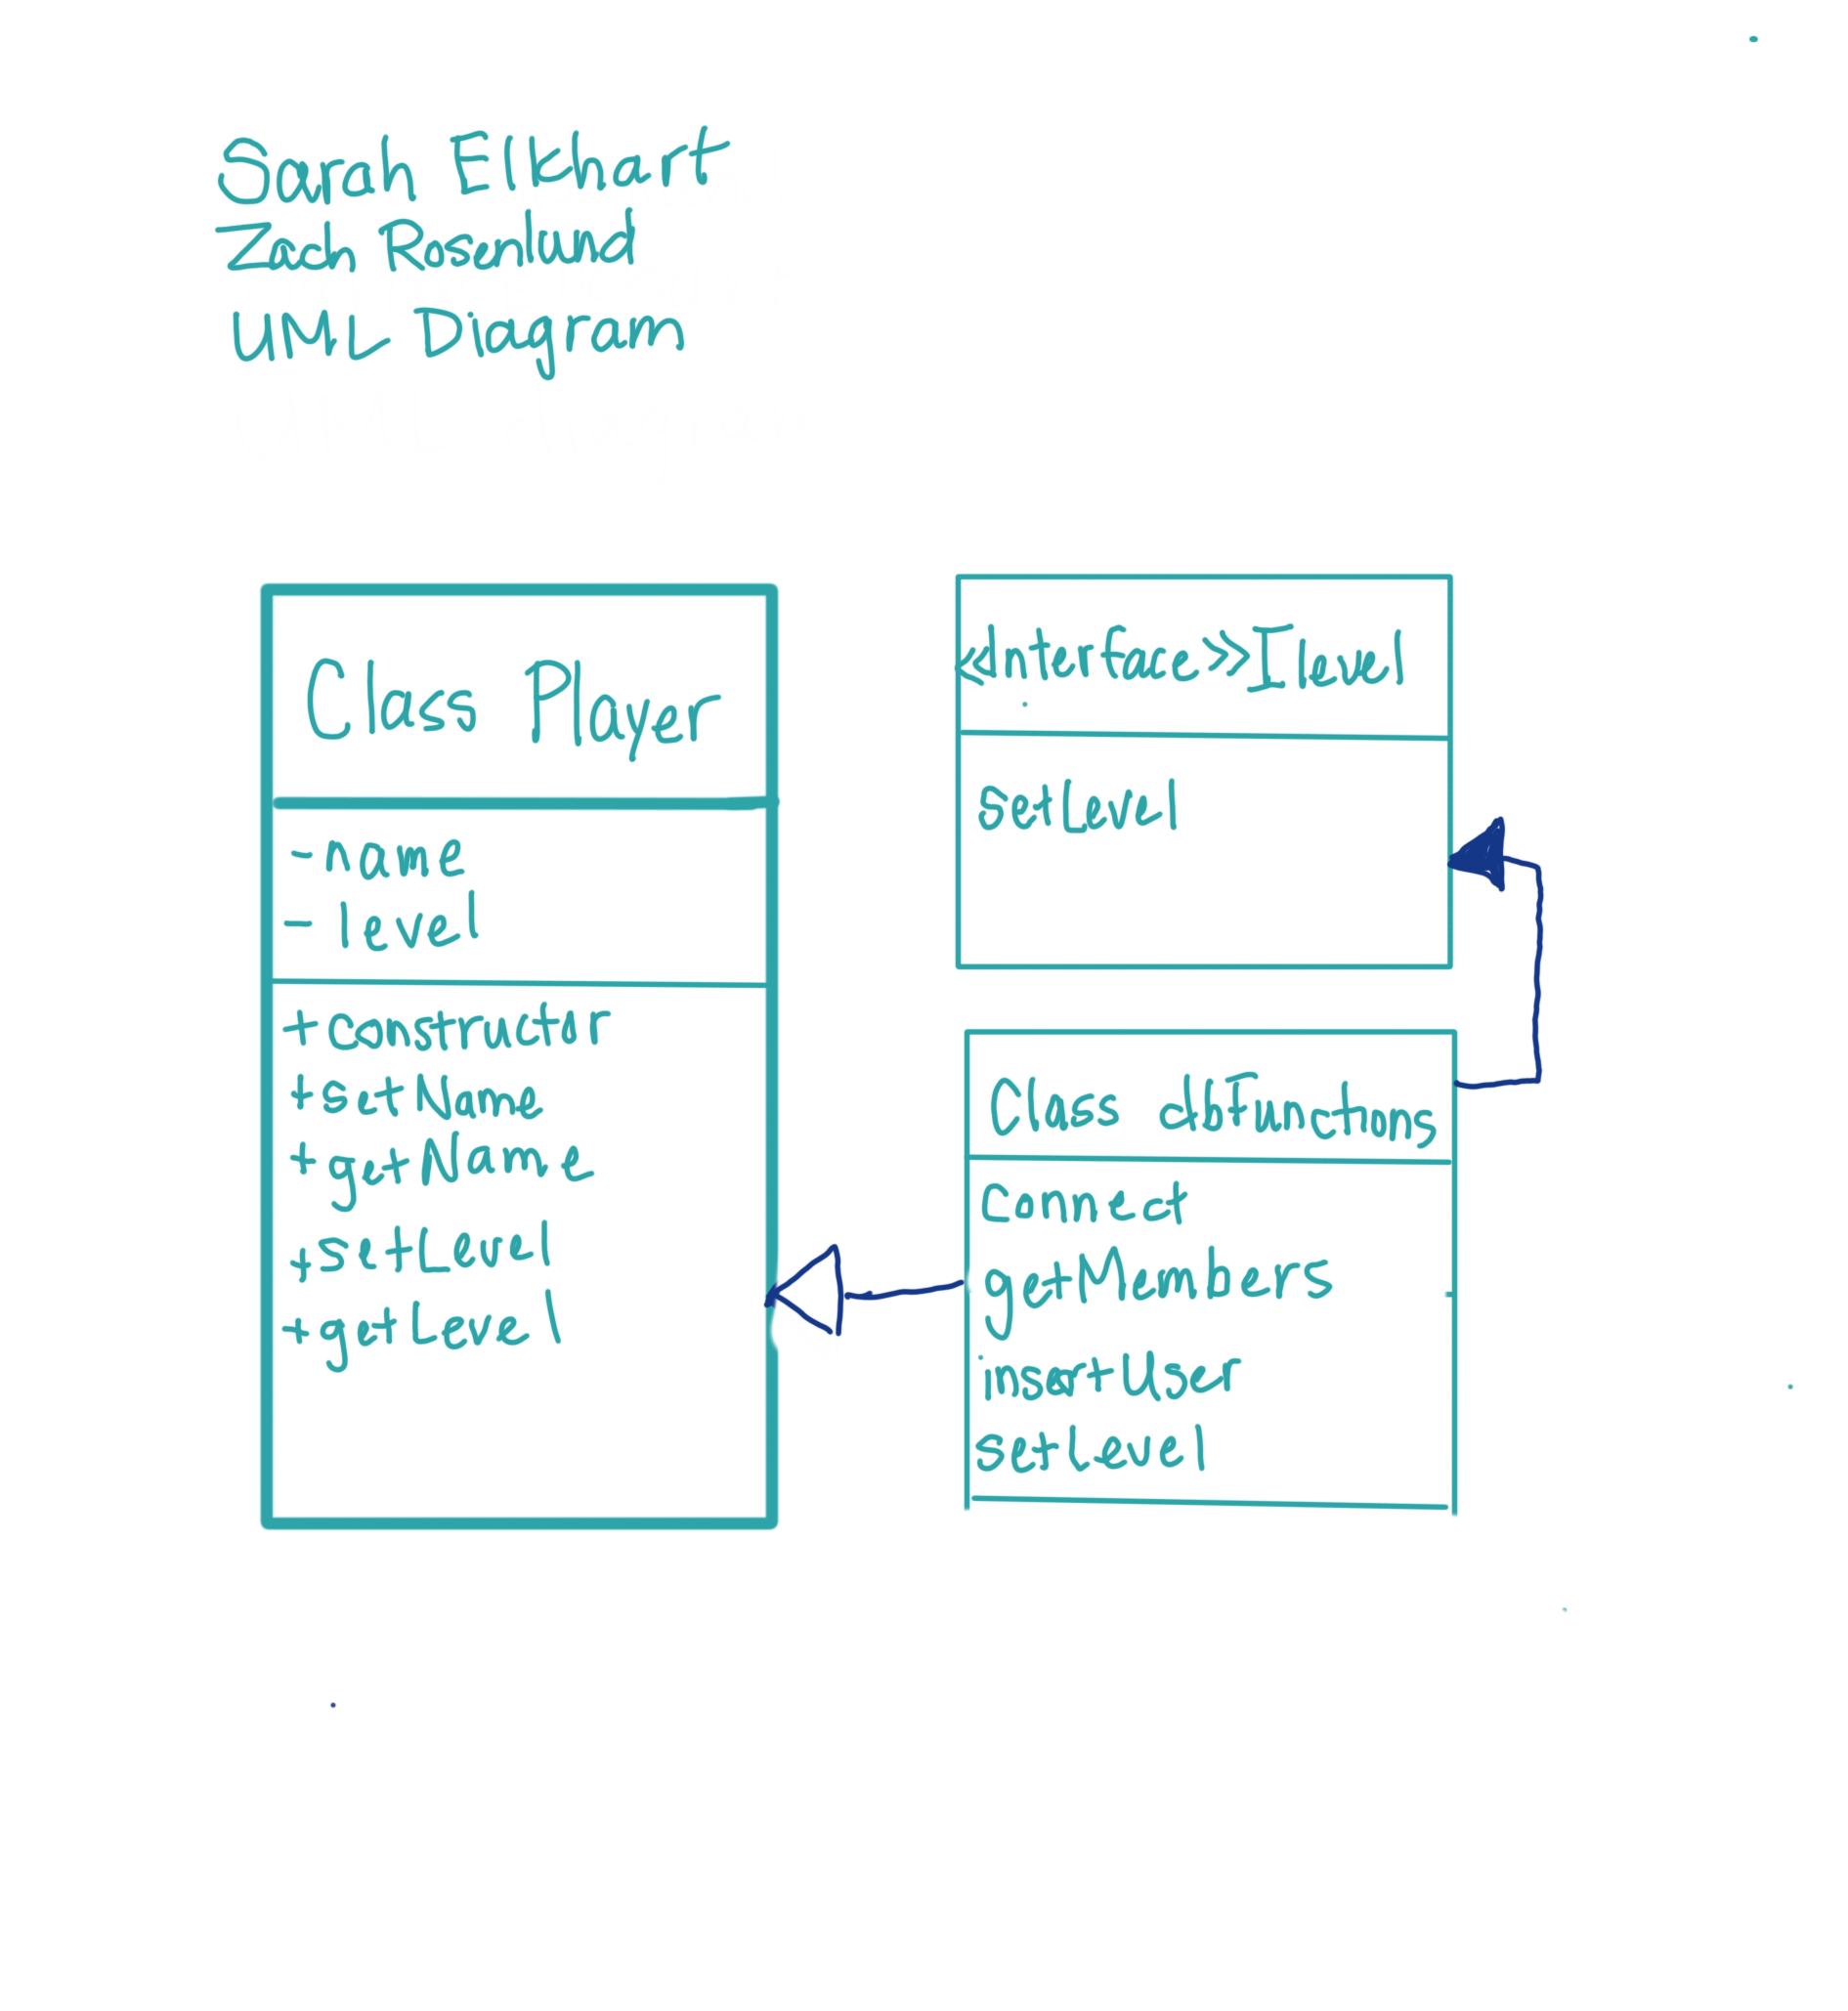 Sarah Elkhart
Zach Rosenlund
UML Diagram
Class Player
-name
-level
+constructor
+setName
+getName
+setLevel
+getLevel
<Interface>>ILevel
setLevel
Class dbFunctons
Connect
getMembers
insertUser
setLevel